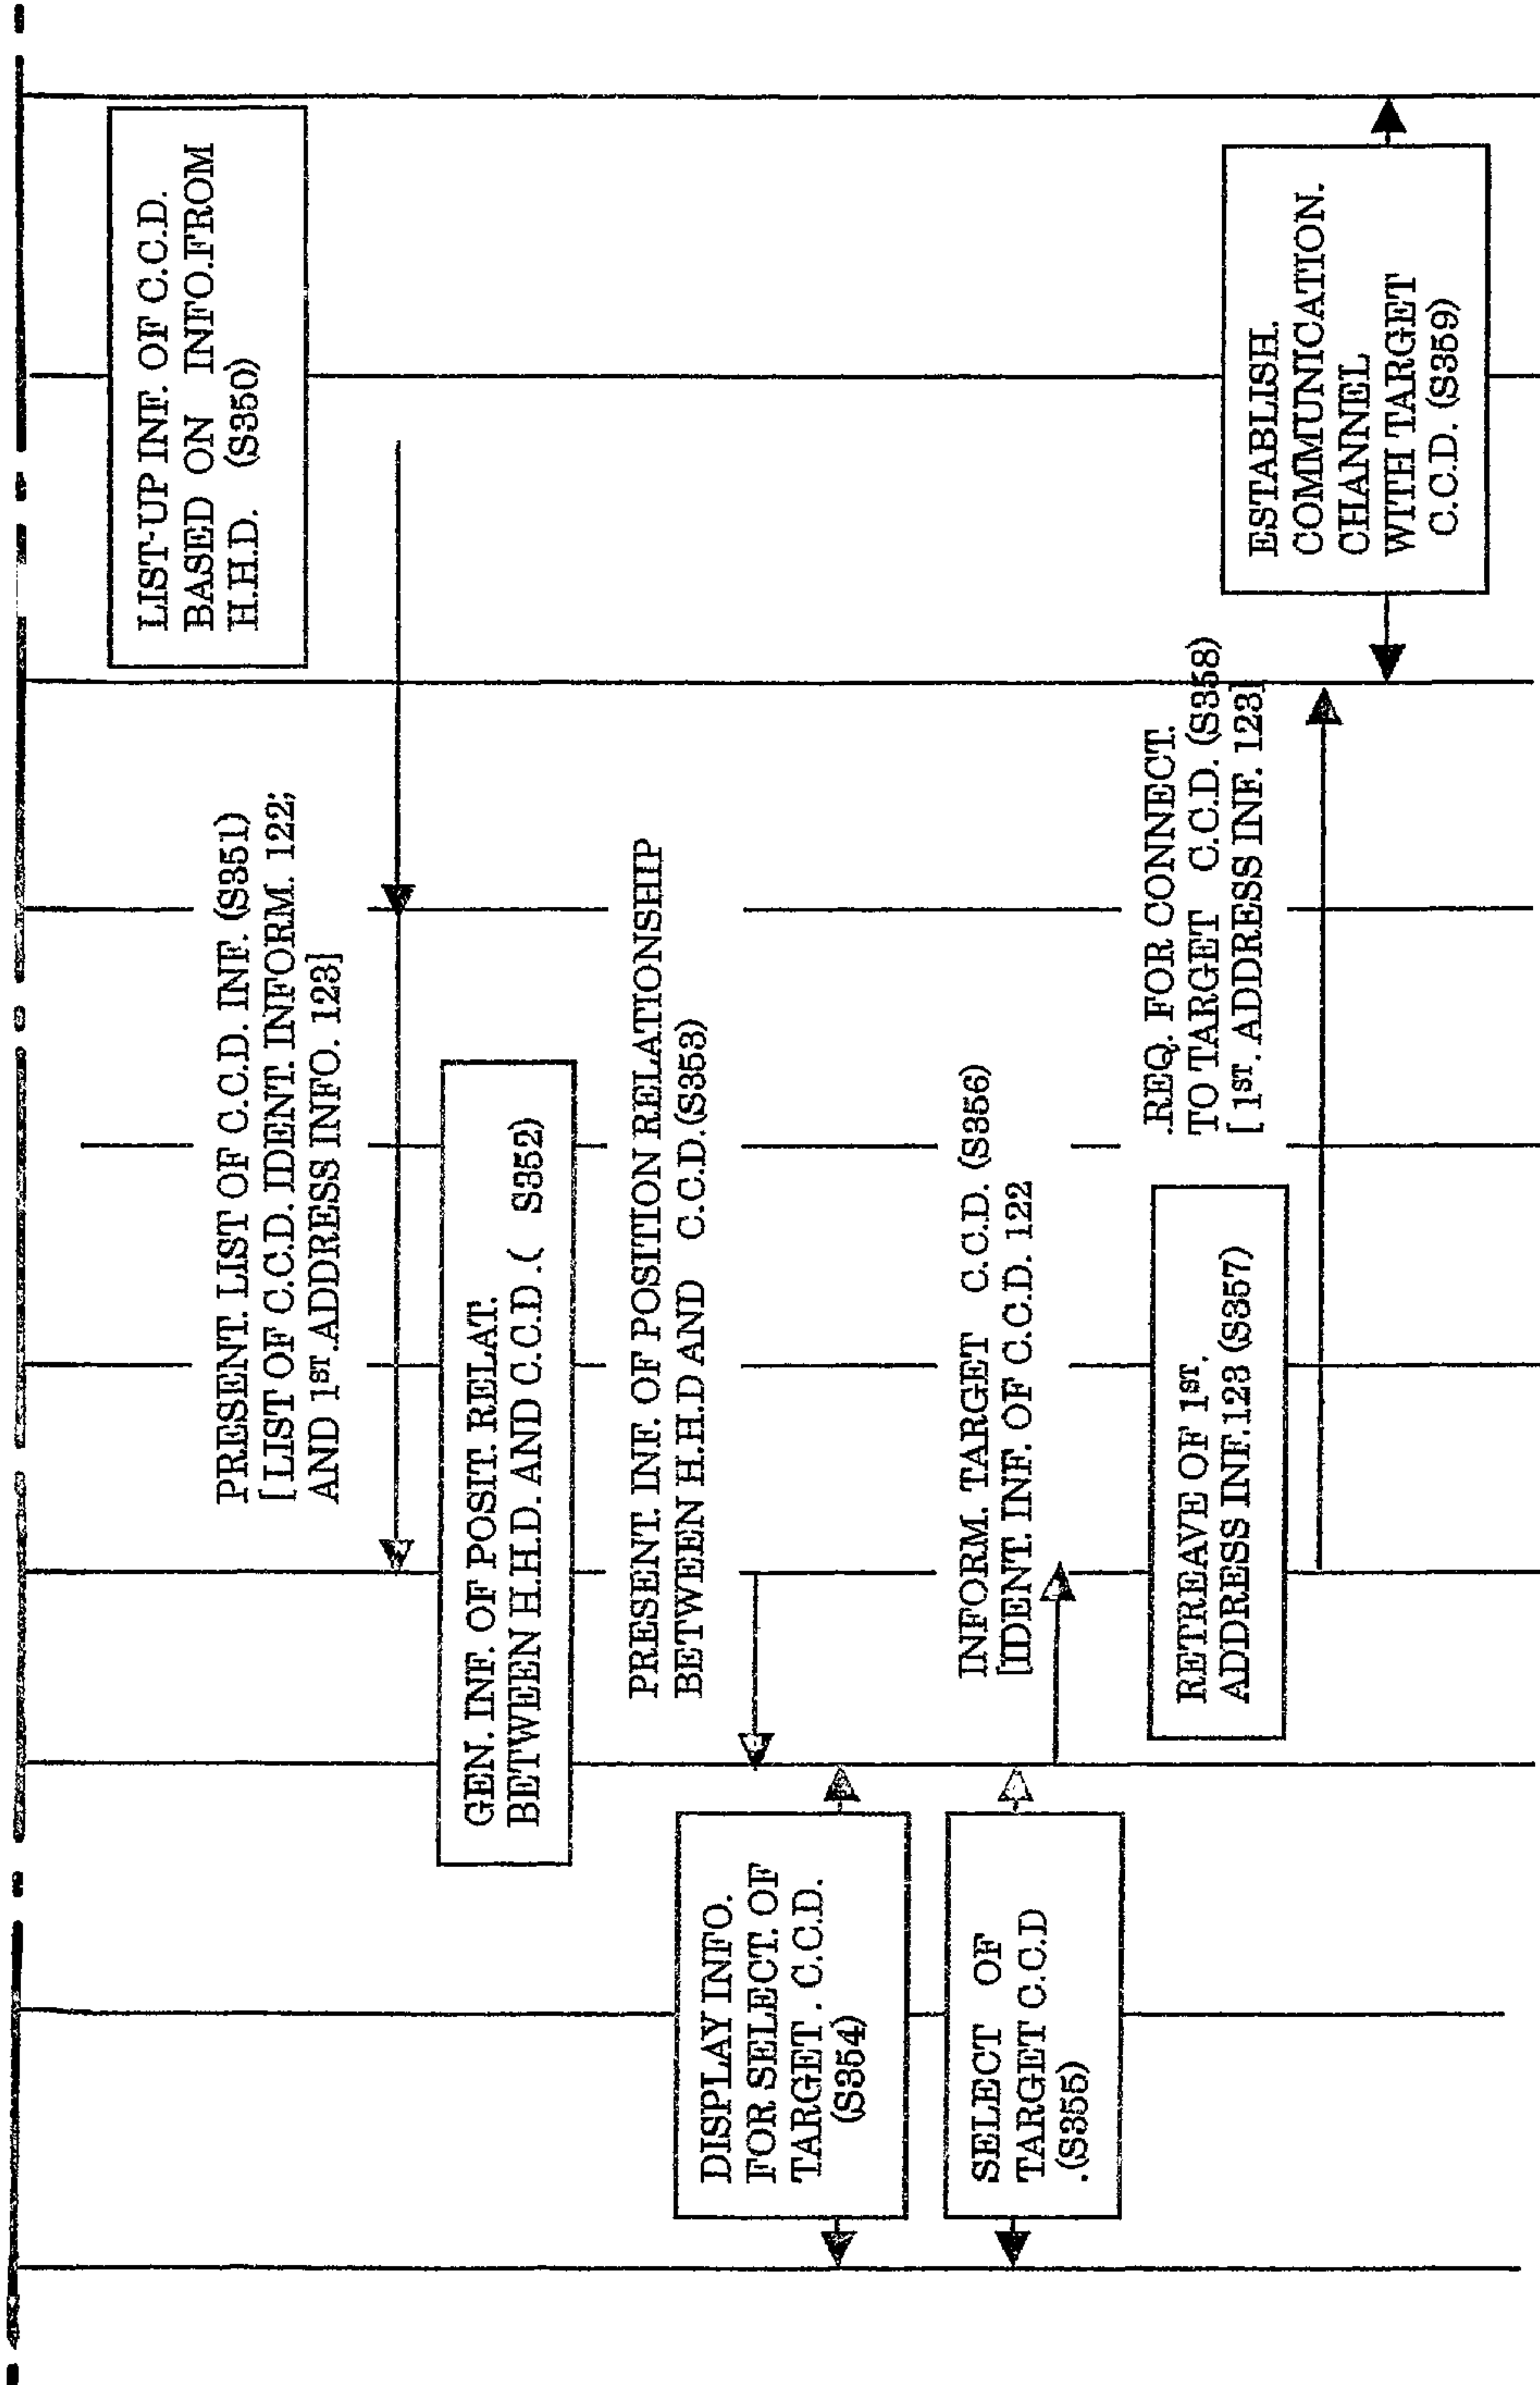 LIST-UP INF. OF C.C.D.
BASED ON INFO.FROM
H.H.D. (S350)
PRESENT. LIST OF C.C.D. INF. (S351)
[LIST OF C.C.D. IDENT. INFORM. 122;
AND 1ST. ADDRESS INFO. 123]
GEN. INF. OF POSIT. RELAT.
BETWEEN H.H.D. AND C.C.D .( S352)
PRESENT. INF. OF POSITION RELATIONSHIP
BETWEEN H.H.D AND C.C.D.(S353)
DISPLAY INFO.
FOR SELECT. OF
TARGET . C.C.D.
(S354)
SELECT OF
TARGET C.C.D
.(S355)
INFORM. TARGET C.C.D. (S356)
[IDENT. INF. OF C.C.D. 122
RETREAVE OF 1ST.
ADDRESS INF.123 (S357)
.REQ. FOR CONNECT.
TO TARGET C.C.D. (S358)
[ 1ST. ADDRESS INF. 123]
ESTABLISH.
COMMUNICATION.
CHANNEL
WITH TARGET
C.C.D. (S359)